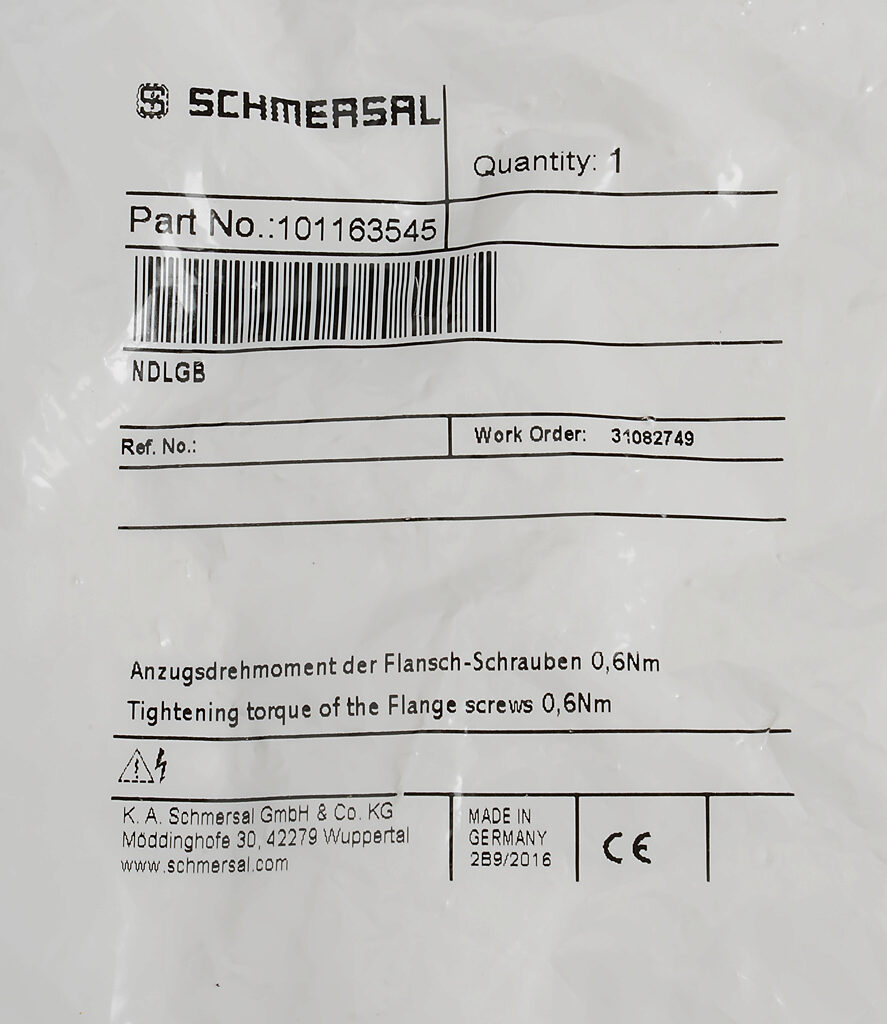 SCHMERSAL
Quantity: 1
Part No.:101163545
NDLGB
Ref. No.:
Work Order: 31082749
Anzugsdrehmoment der Flansch-Schrauben 0,6Nm
Tightening torque of the Flange screws 0,6Nm
K. A. Schmersal GmbH & Co. KG
Möddinghofe 30, 42279 Wuppertal
www.schmersal.com
MADE IN
GERMANY
2B9/2016
CE